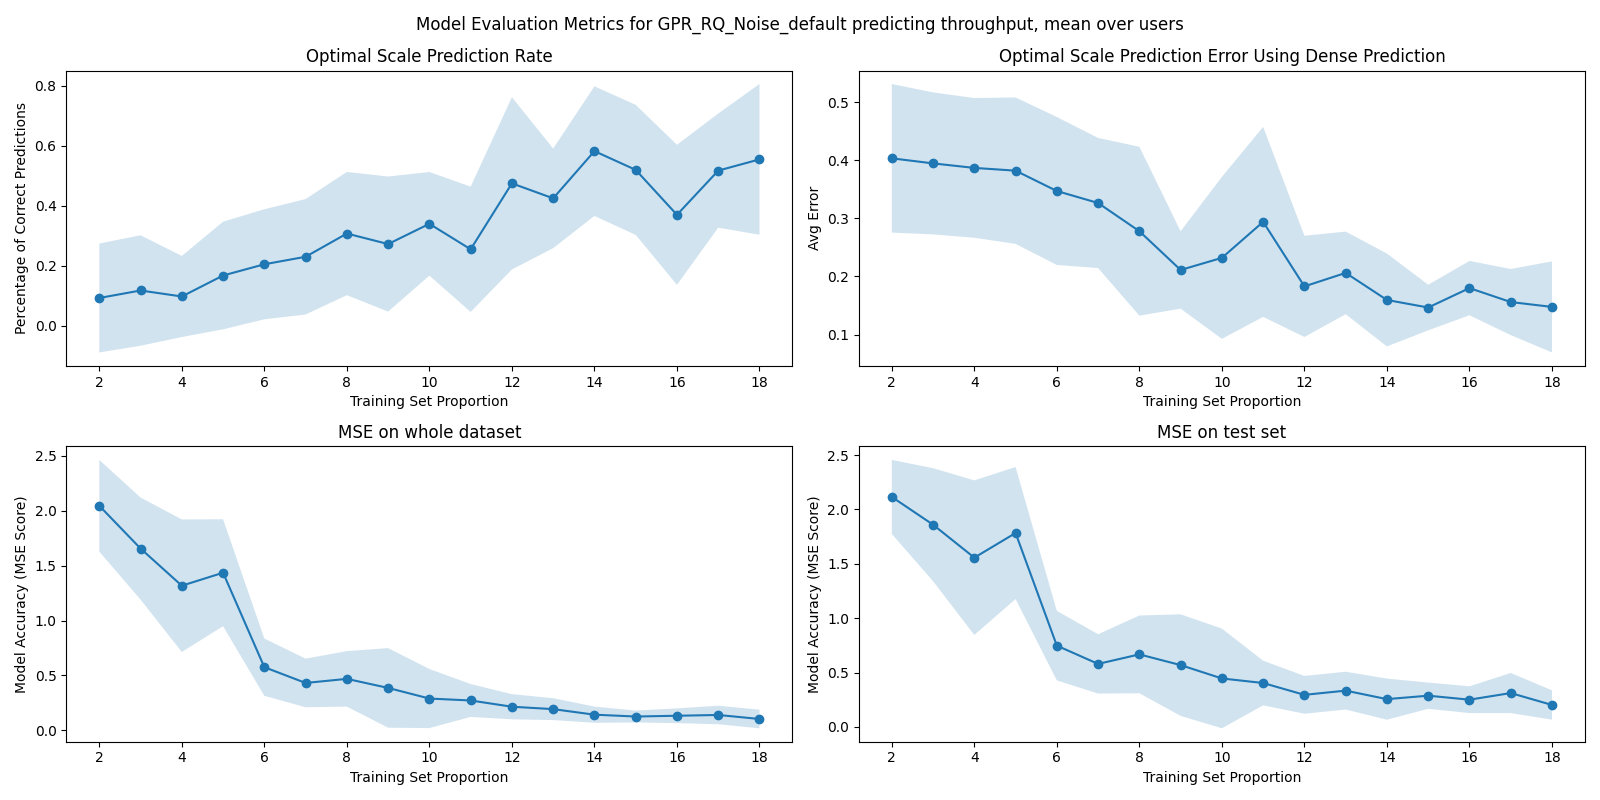 Model Evaluation Metrics for GPR_RQ_Noise_default predicting throughput, mean over users
Optimal Scale Prediction Rate
Percentage of Correct Predictions
0.8
0.6
0.4
0.2
0.0
2 4 6 8 10 12 14 16 18
Training Set Proportion
Optimal Scale Prediction Error Using Dense Prediction
Avg Error
0.5
0.4
0.3
0.2
0.1
2 4 6 8 10 12 14 16 18
Training Set Proportion
MSE on whole dataset
Model Accuracy (MSE Score)
2.5
2.0
1.5
1.0
0.5
0.0
2 4 6 8 10 12 14 16 18
Training Set Proportion
MSE on test set
Model Accuracy (MSE Score)
2.5
2.0
1.5
1.0
0.5
0.0
2 4 6 8 10 12 14 16 18
Training Set Proportion